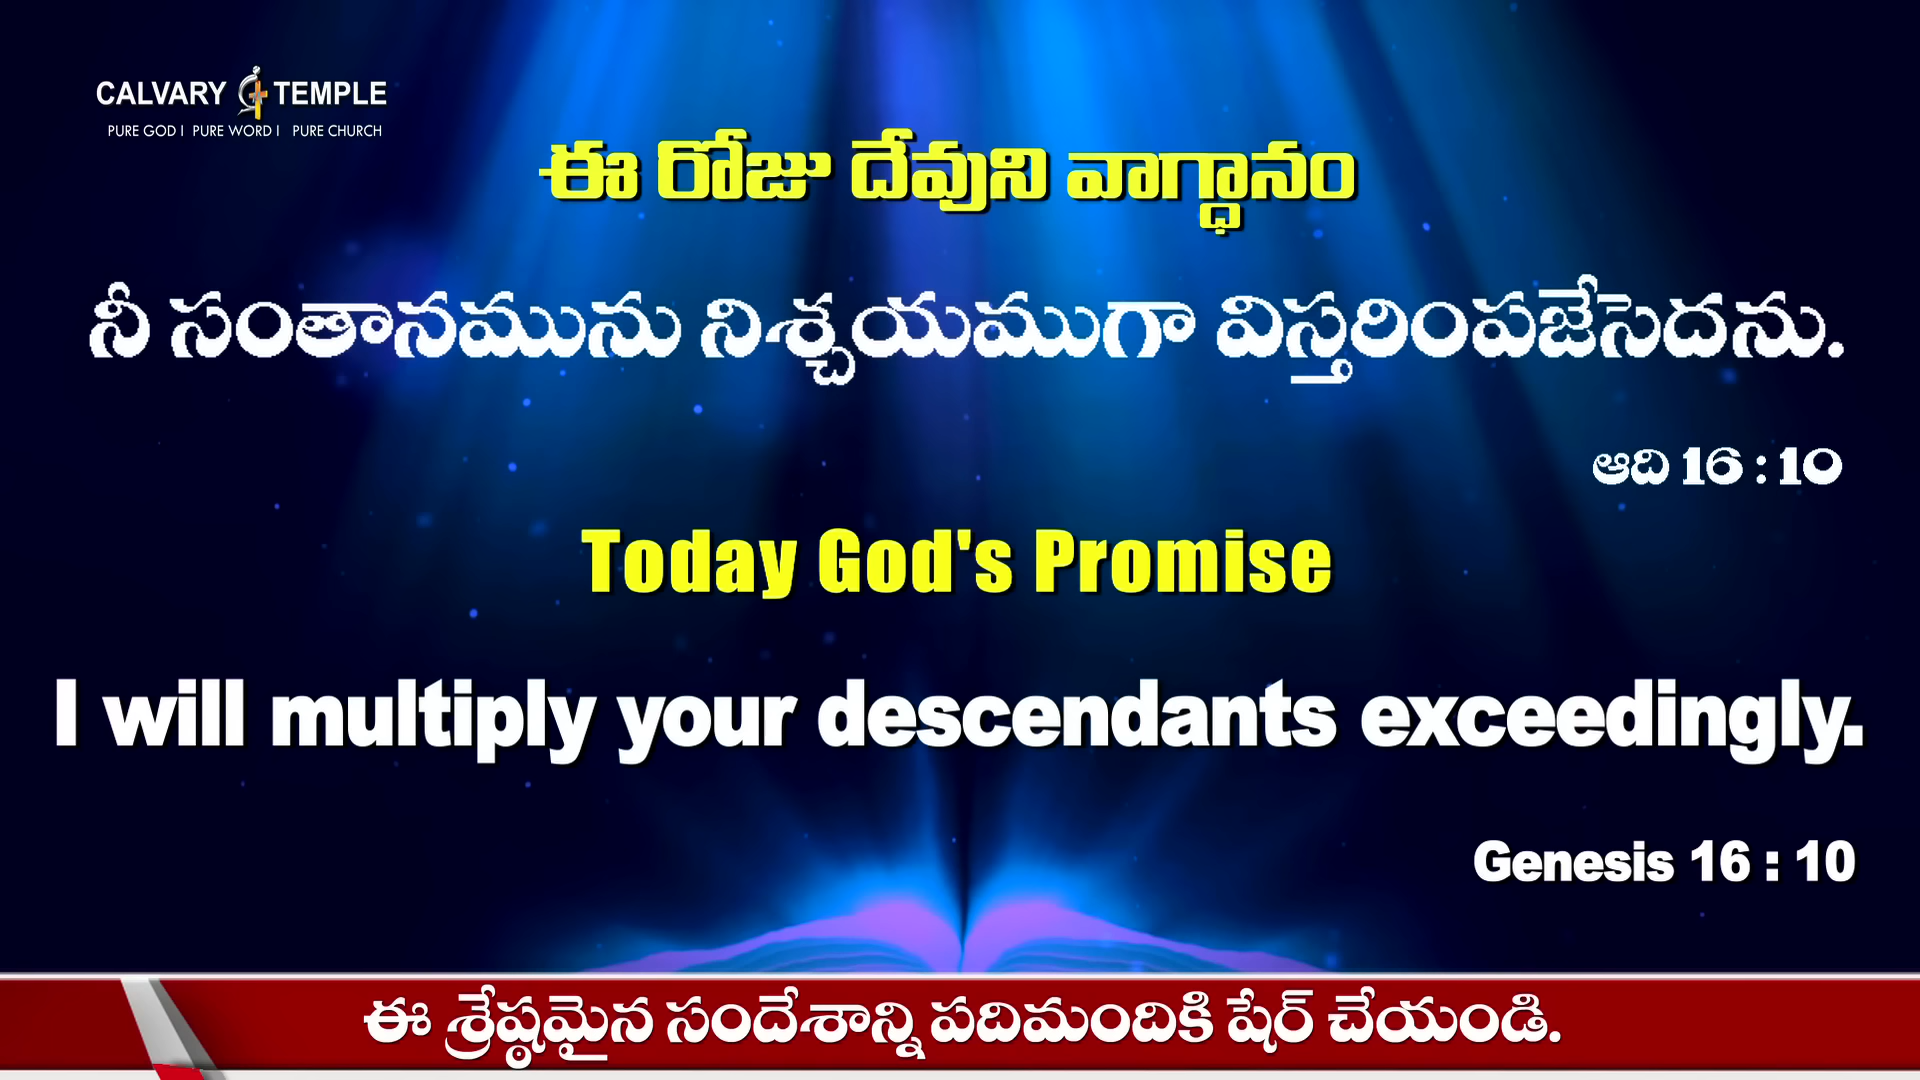 CALVARY TEMPLE
PURE GOD I PURE WORD I PURE CHURCH
ఈ రోజు దేవుని వాగ్ధానం
నీ సంతానమును నిశ్చయముగా విస్తరింపజేసెదను.
ఆది 16 : 10
Today God's Promise
I will multiply your descendants exceedingly.
Genesis 16 : 10
ఈ శ్రేష్ఠమైన సందేశాన్ని పదిమందికి షేర్ చేయండి.